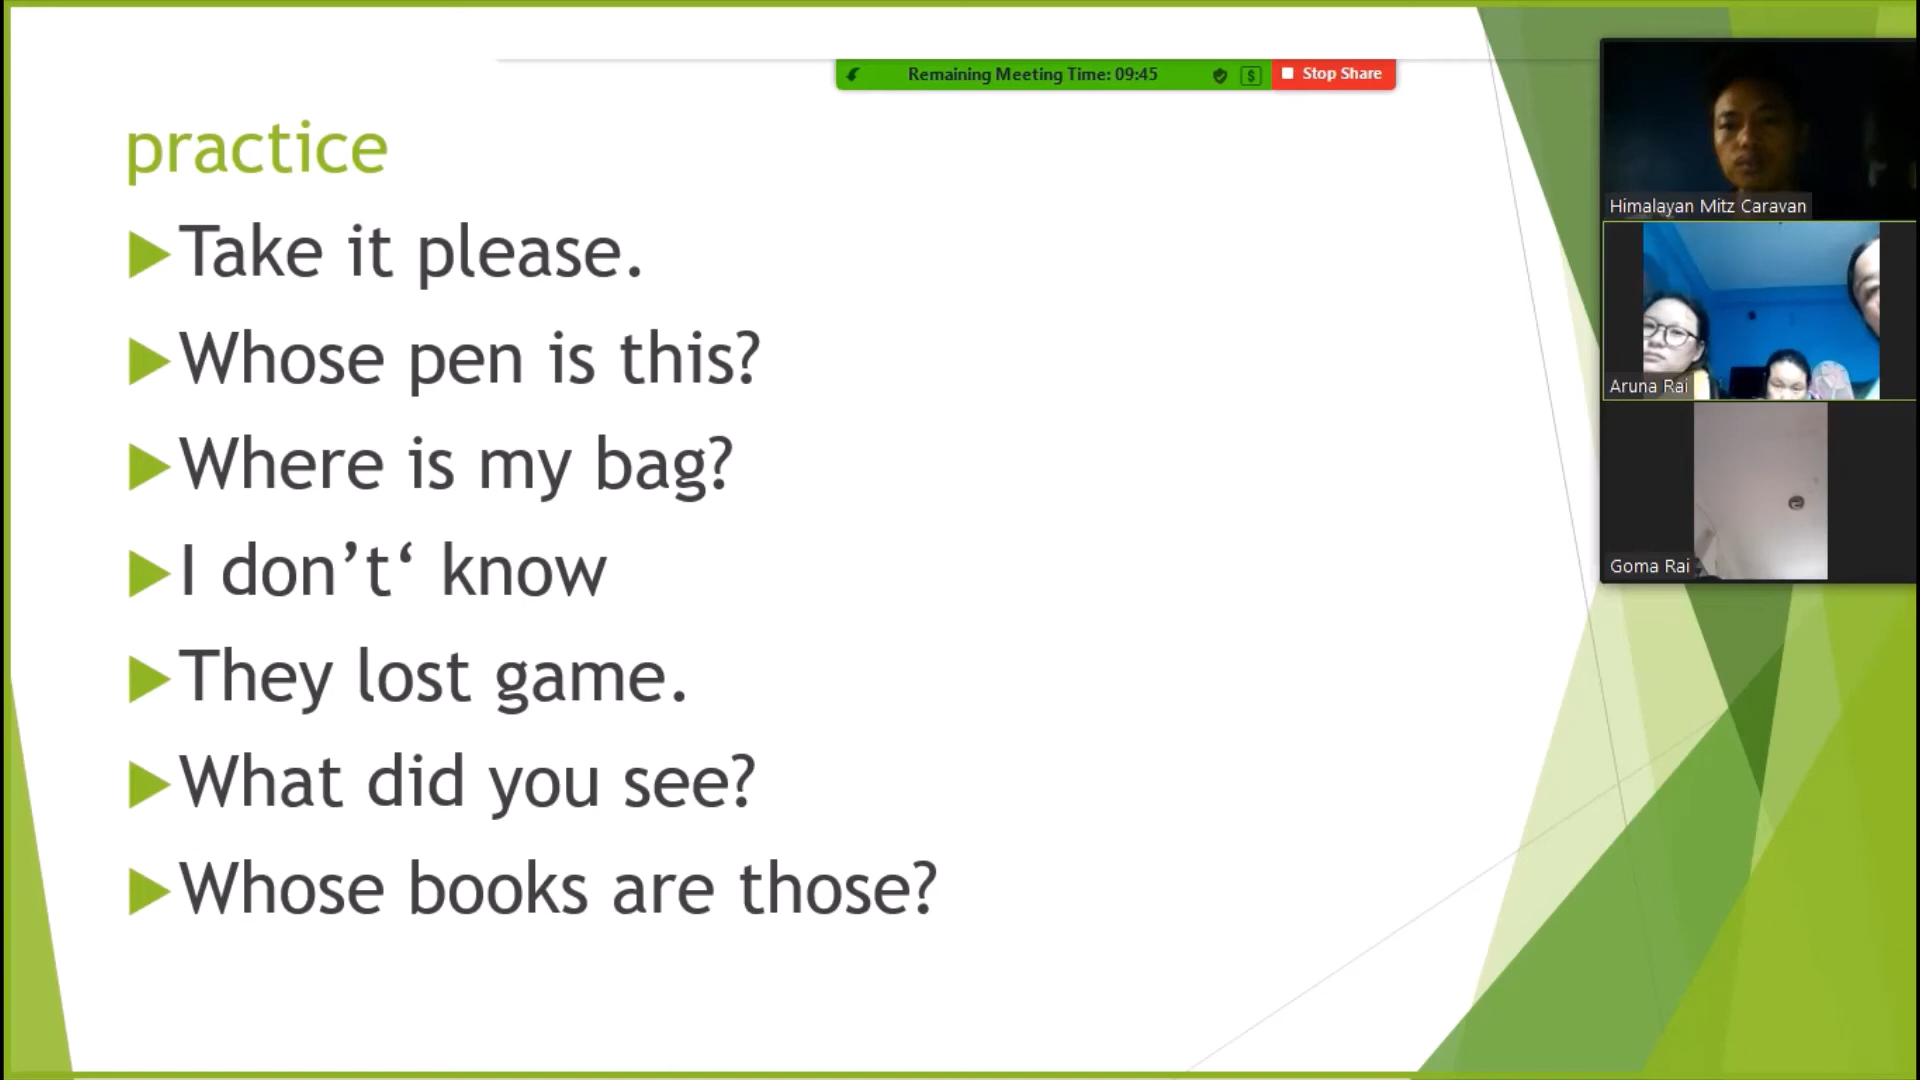 Remaining Meeting Time: 09:45
Stop Share
practice
Take it please.
Whose pen is this?
Where is my bag?
I don’t‘ know
They lost game.
What did you see?
Whose books are those?
Himalayan Mitz Caravan
Aruna Rai
Goma Rai